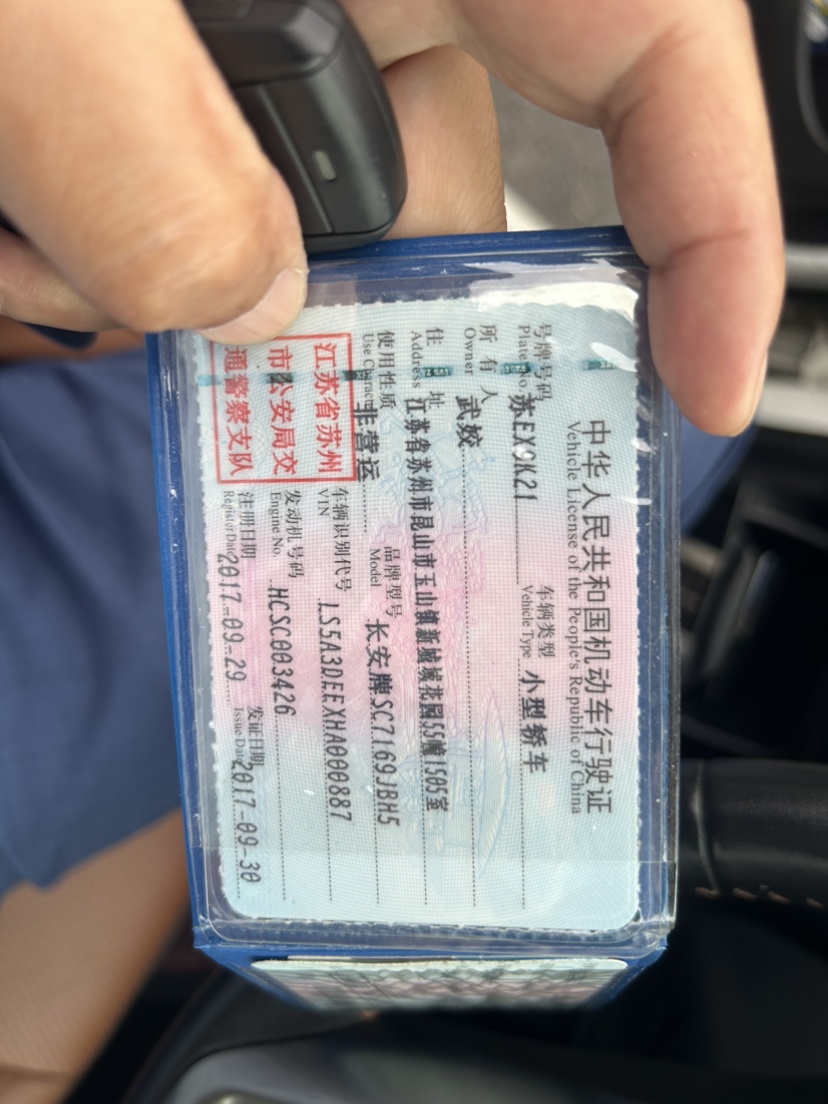 中华人民共和国机动车行驶证
Vehicle License of the People's Republic of China
号牌号码 苏EX9K21 车辆类型 小型轿车
Plate No. Vehicle Type
所有人 武姣
Owner
住址 江苏省苏州市昆山市玉山镇新城域花园55幢1505室
Address
使用性质 非营运 品牌型号 长安牌SC7169JBH5
Use Charact Model
江苏省苏州
市公安局交
通警察支队
车辆识别代号 LS5A3DEEXHA000887
VIN
发动机号码 HCSC003426
Engine No.
注册日期 2017-09-29 发证日期 2017-09-30
Register Date Issue Date